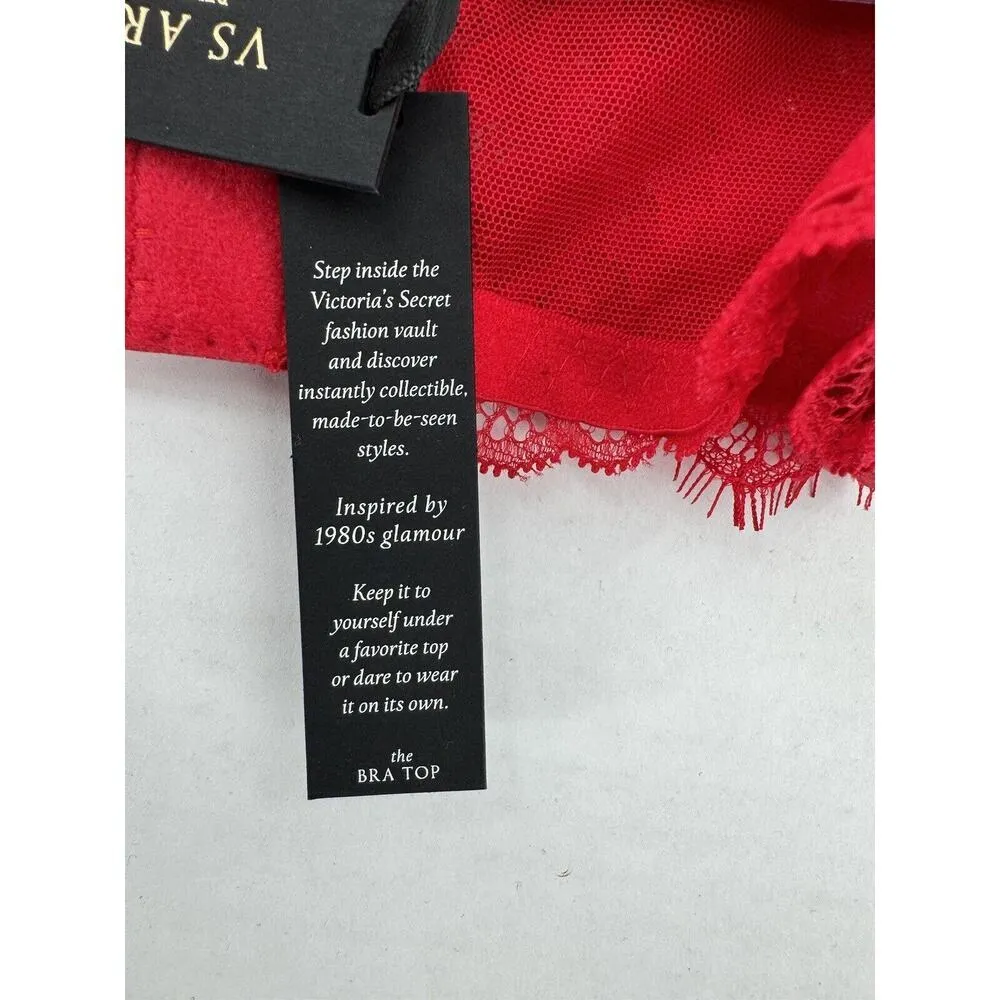 VS AR
Step inside the
Victoria's Secret
fashion vault
and discover
instantly collectible,
made-to-be-seen
styles.
Inspired by
1980s glamour
Keep it to
yourself under
a favorite top
or dare to wear
it on its own.
the
BRA TOP